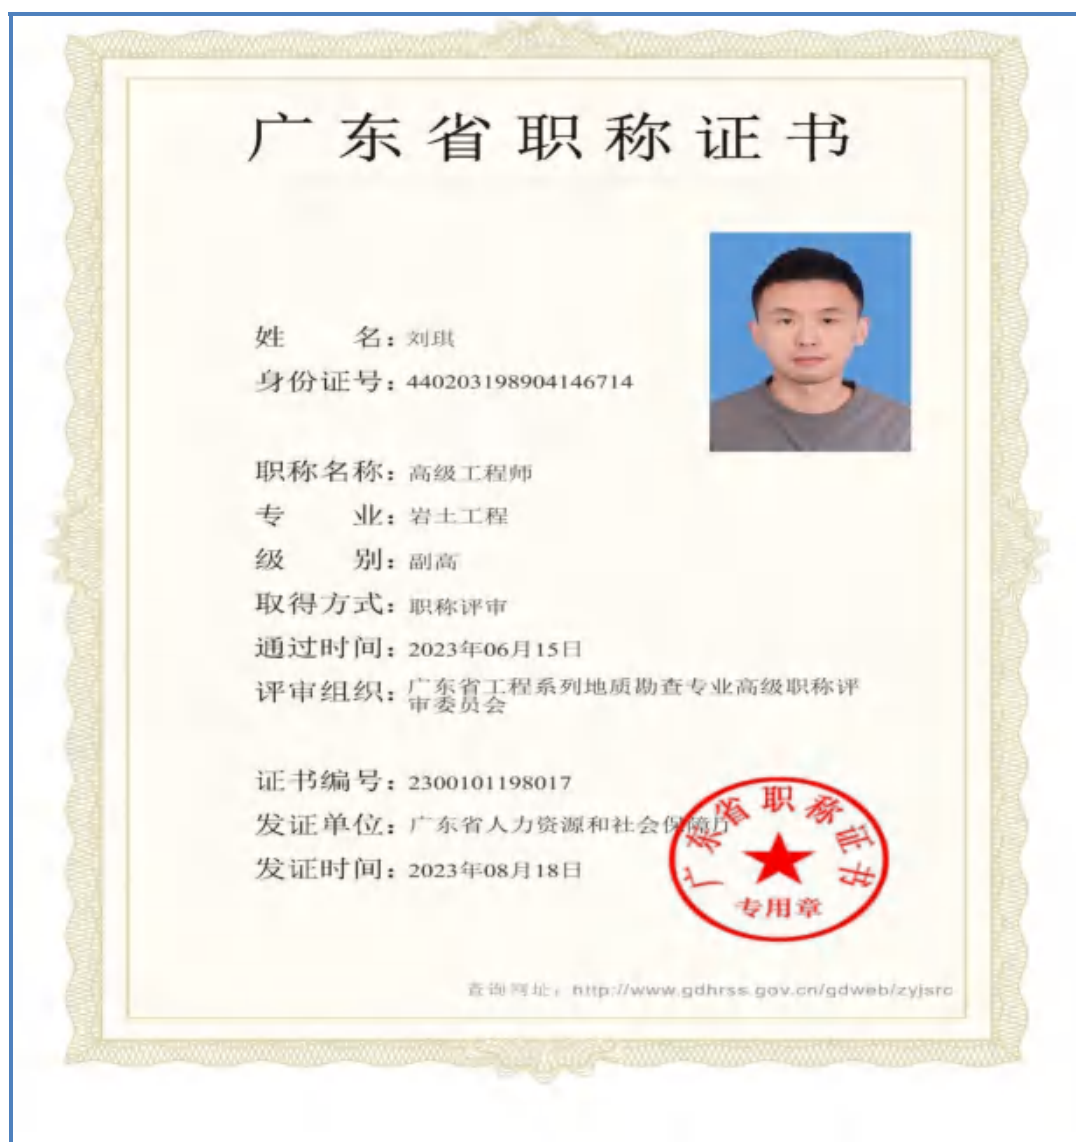 广东省职称证书
姓 名：刘琪
身份证号：440203198904146714
职称名称：高级工程师
专 业：岩土工程
级 别：副高
取得方式：职称评审
通过时间：2023年06月15日
评审组织：广东省工程系列地质勘查专业高级职称评
审委员会
证书编号：2300101198017
发证单位：广东省人力资源和社会保障厅
发证时间：2023年08月18日
广东省职称证书
专用章
查询网址：http://www.gdhrss.gov.cn/gdweb/zyjsrc